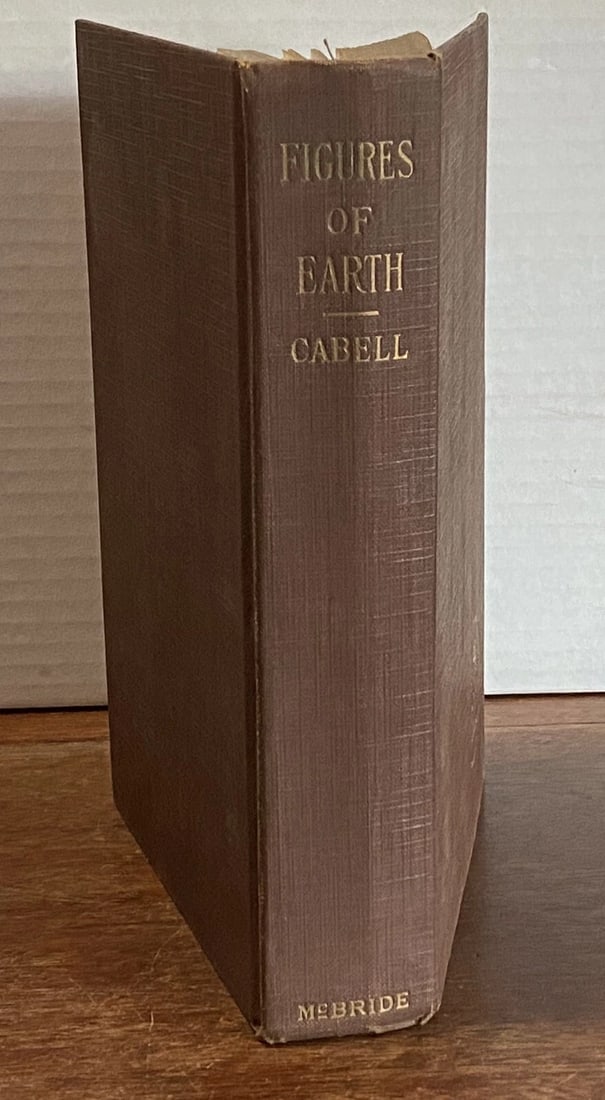 FIGURES
OF
EARTH
CABELL
McBRIDE